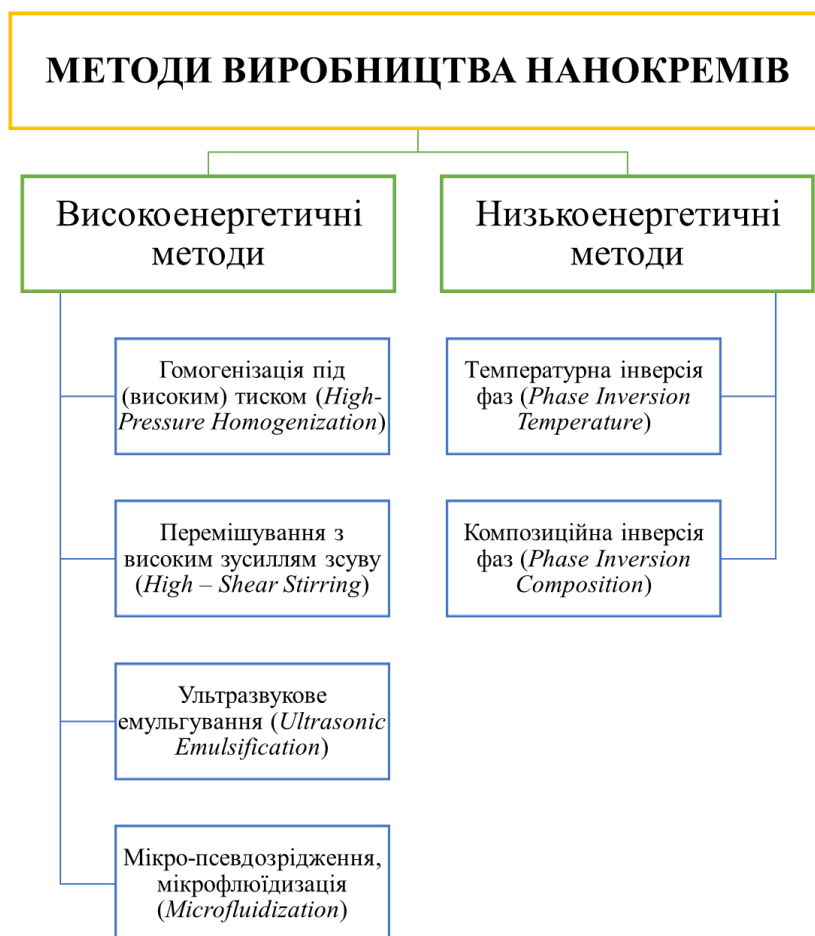 МЕТОДИ ВИРОБНИЦТВА НАНОКРЕМІВ
Високоенергетичні
методи
Гомогенізація під
(високим) тиском (High-
Pressure Homogenization)
Перемішування з
високим зусиллям зсуву
(High – Shear Stirring)
Ультразвукове
емульгування (Ultrasonic
Emulsification)
Мікро-псевдозрідження,
мікрофлюїдизація
(Microfluidization)
Низькоенергетичні
методи
Температурна інверсія
фаз (Phase Inversion
Temperature)
Композиційна інверсія
фаз (Phase Inversion
Composition)